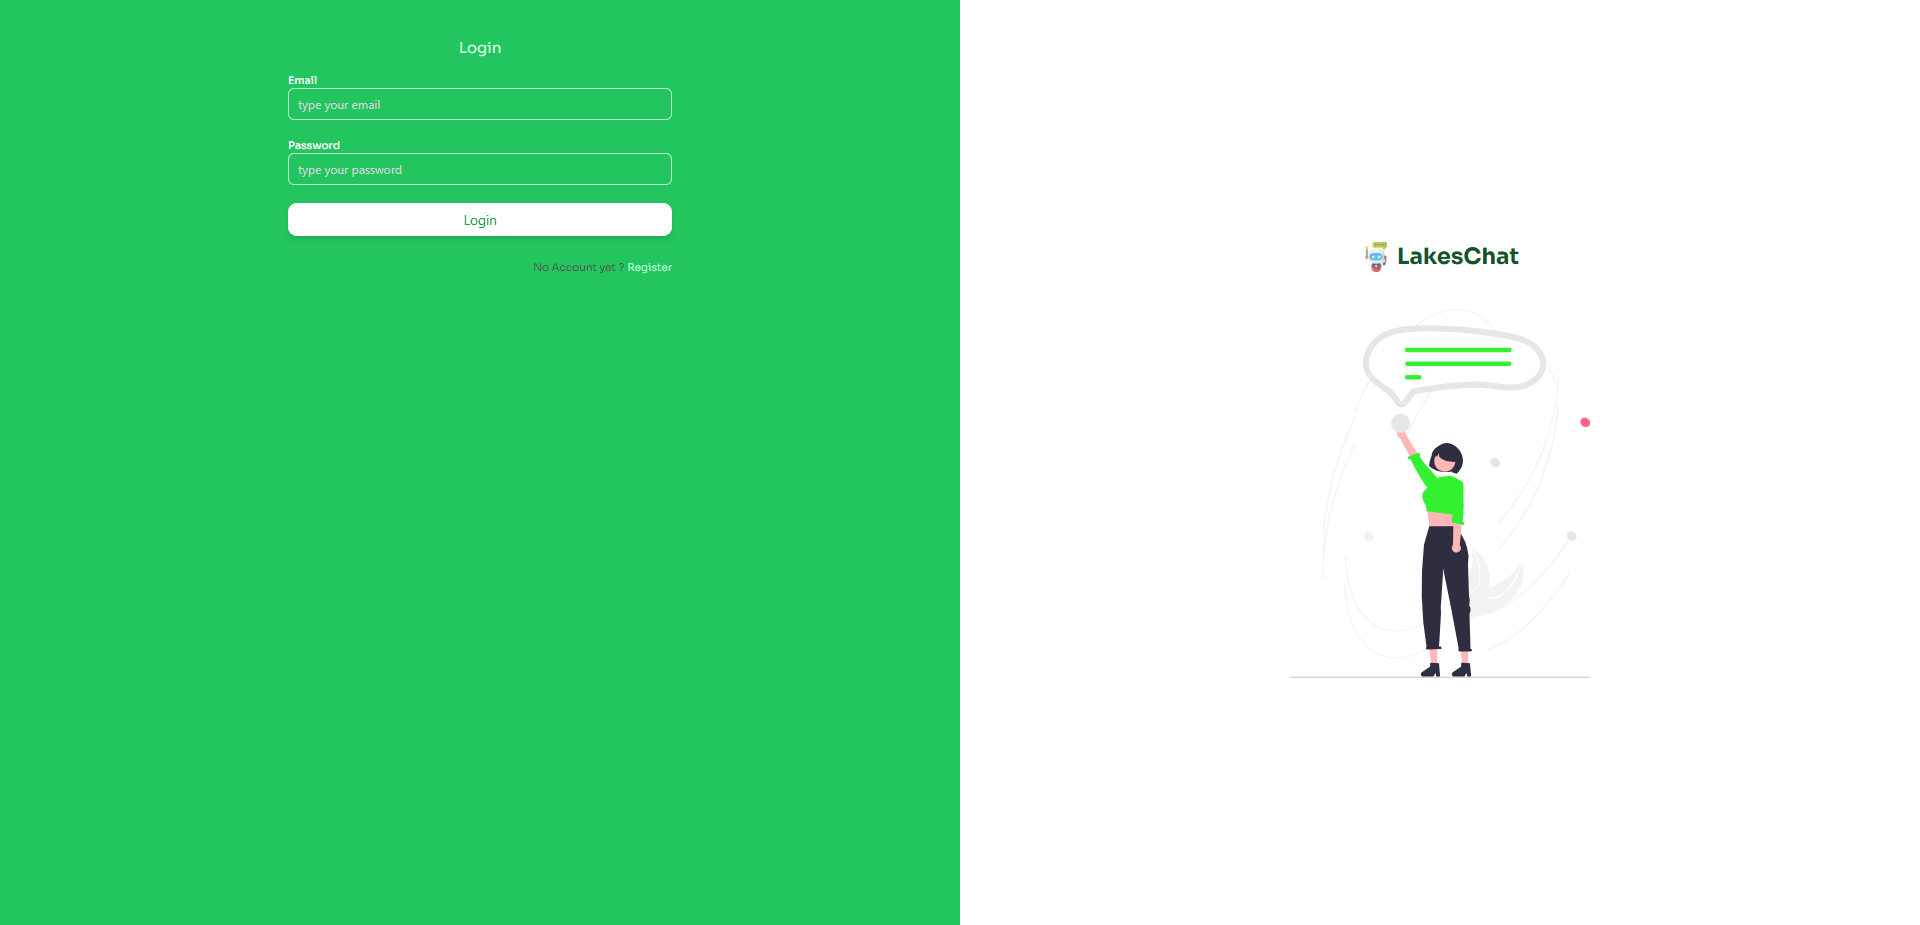 Login
Email
type your email
Password
type your password
Login
No Account yet ? Register
LakesChat